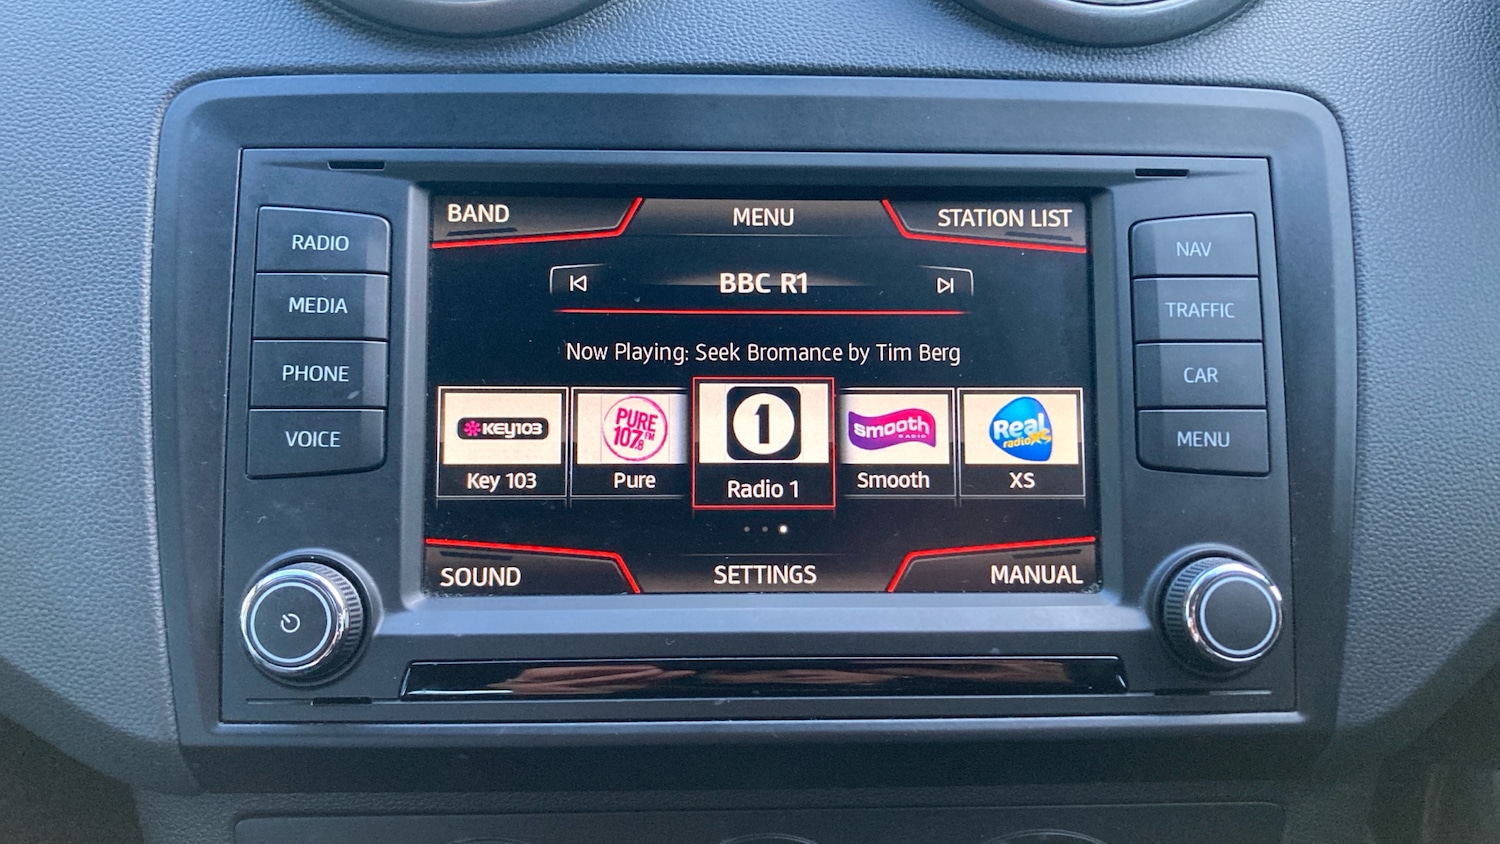 BAND MENU STATION LIST
RADIO
MEDIA
PHONE
VOICE
BBC R1
Now Playing: Seek Bromance by Tim Berg
KEY103
PURE
107.8 FM
1
smooth
RADIO
Real
radio XS
Key 103
Pure
Radio 1
Smooth
XS
SOUND SETTINGS MANUAL
NAV
TRAFFIC
CAR
MENU